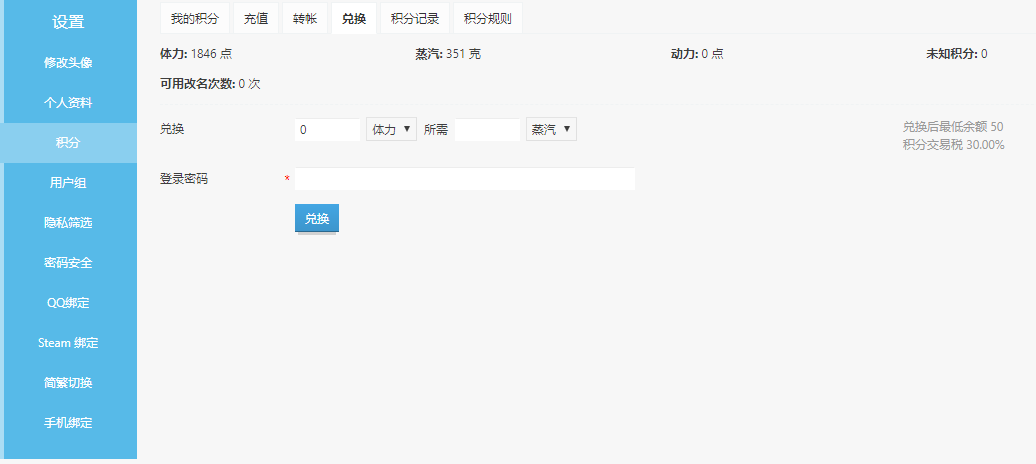 设置
修改头像
个人资料
积分
用户组
隐私筛选
密码安全
QQ绑定
Steam 绑定
简繁切换
手机绑定
我的积分 充值 转帐 兑换 积分记录 积分规则
体力: 1846 点 蒸汽: 351 克 动力: 0 点 未知积分: 0
可用改名次数: 0 次
兑换 0 体力 ▼ 所需 蒸汽 ▼ 兑换后最低余额 50
积分交易税 30.00%
登录密码 *
兑换